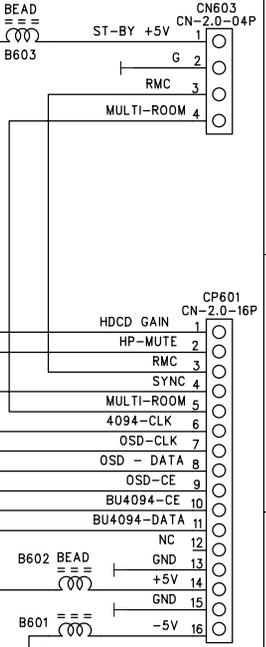 BEAD
B603
CN603
CN-2.0-04P
ST-BY +5V 1
G 2
RMC 3
MULTI-ROOM 4
CP601
CN-2.0-16P
HDCD GAIN 1
HP-MUTE 2
RMC 3
SYNC 4
MULTI-ROOM 5
4094-CLK 6
OSD-CLK 7
OSD - DATA 8
OSD-CE 9
BU4094-CE 10
BU4094-DATA 11
NC 12
GND 13
B602 BEAD +5V 14
GND 15
B601 -5V 16